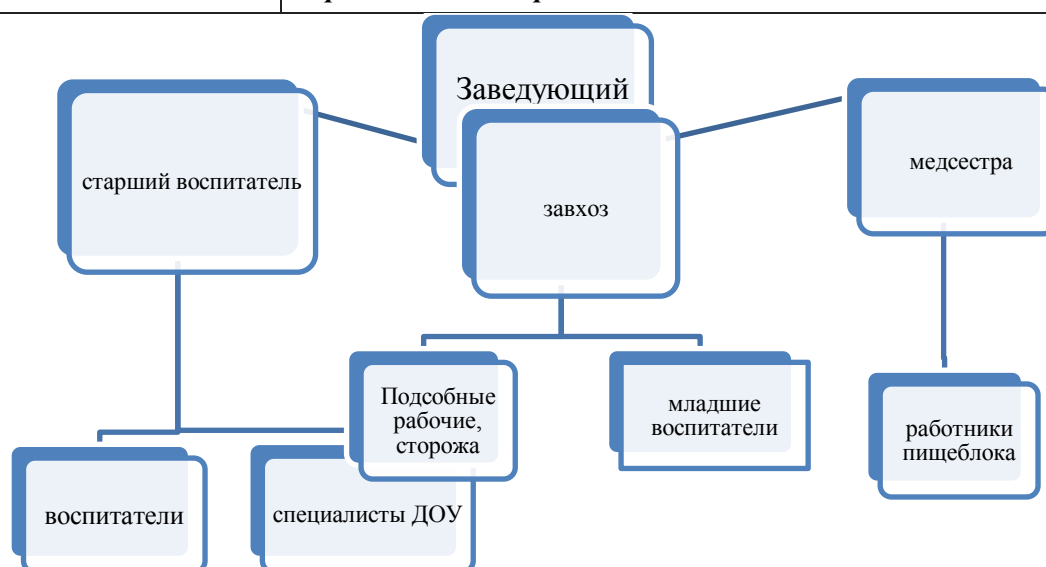 Заведующий
старший воспитатель
завхоз
медсестра
Подсобные
рабочие,
сторожа
младшие
воспитатели
работники
пищеблока
воспитатели
специалисты ДОУ